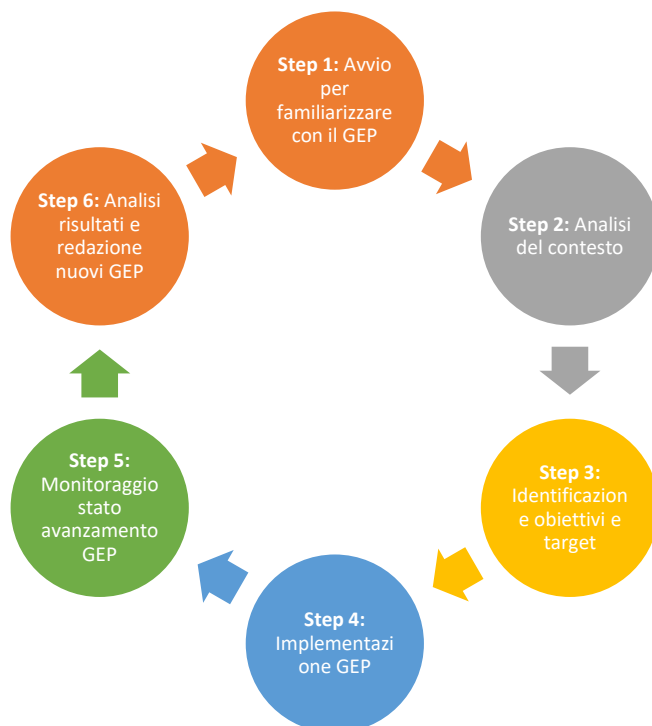 Step 1: Avvio
per
familiarizzare
con il GEP
Step 2: Analisi
del contesto
Step 3:
Identificazion
e obiettivi e
target
Step 4:
Implementazi
one GEP
Step 5:
Monitoraggio
stato
avanzamento
GEP
Step 6: Analisi
risultati e
redazione
nuovi GEP